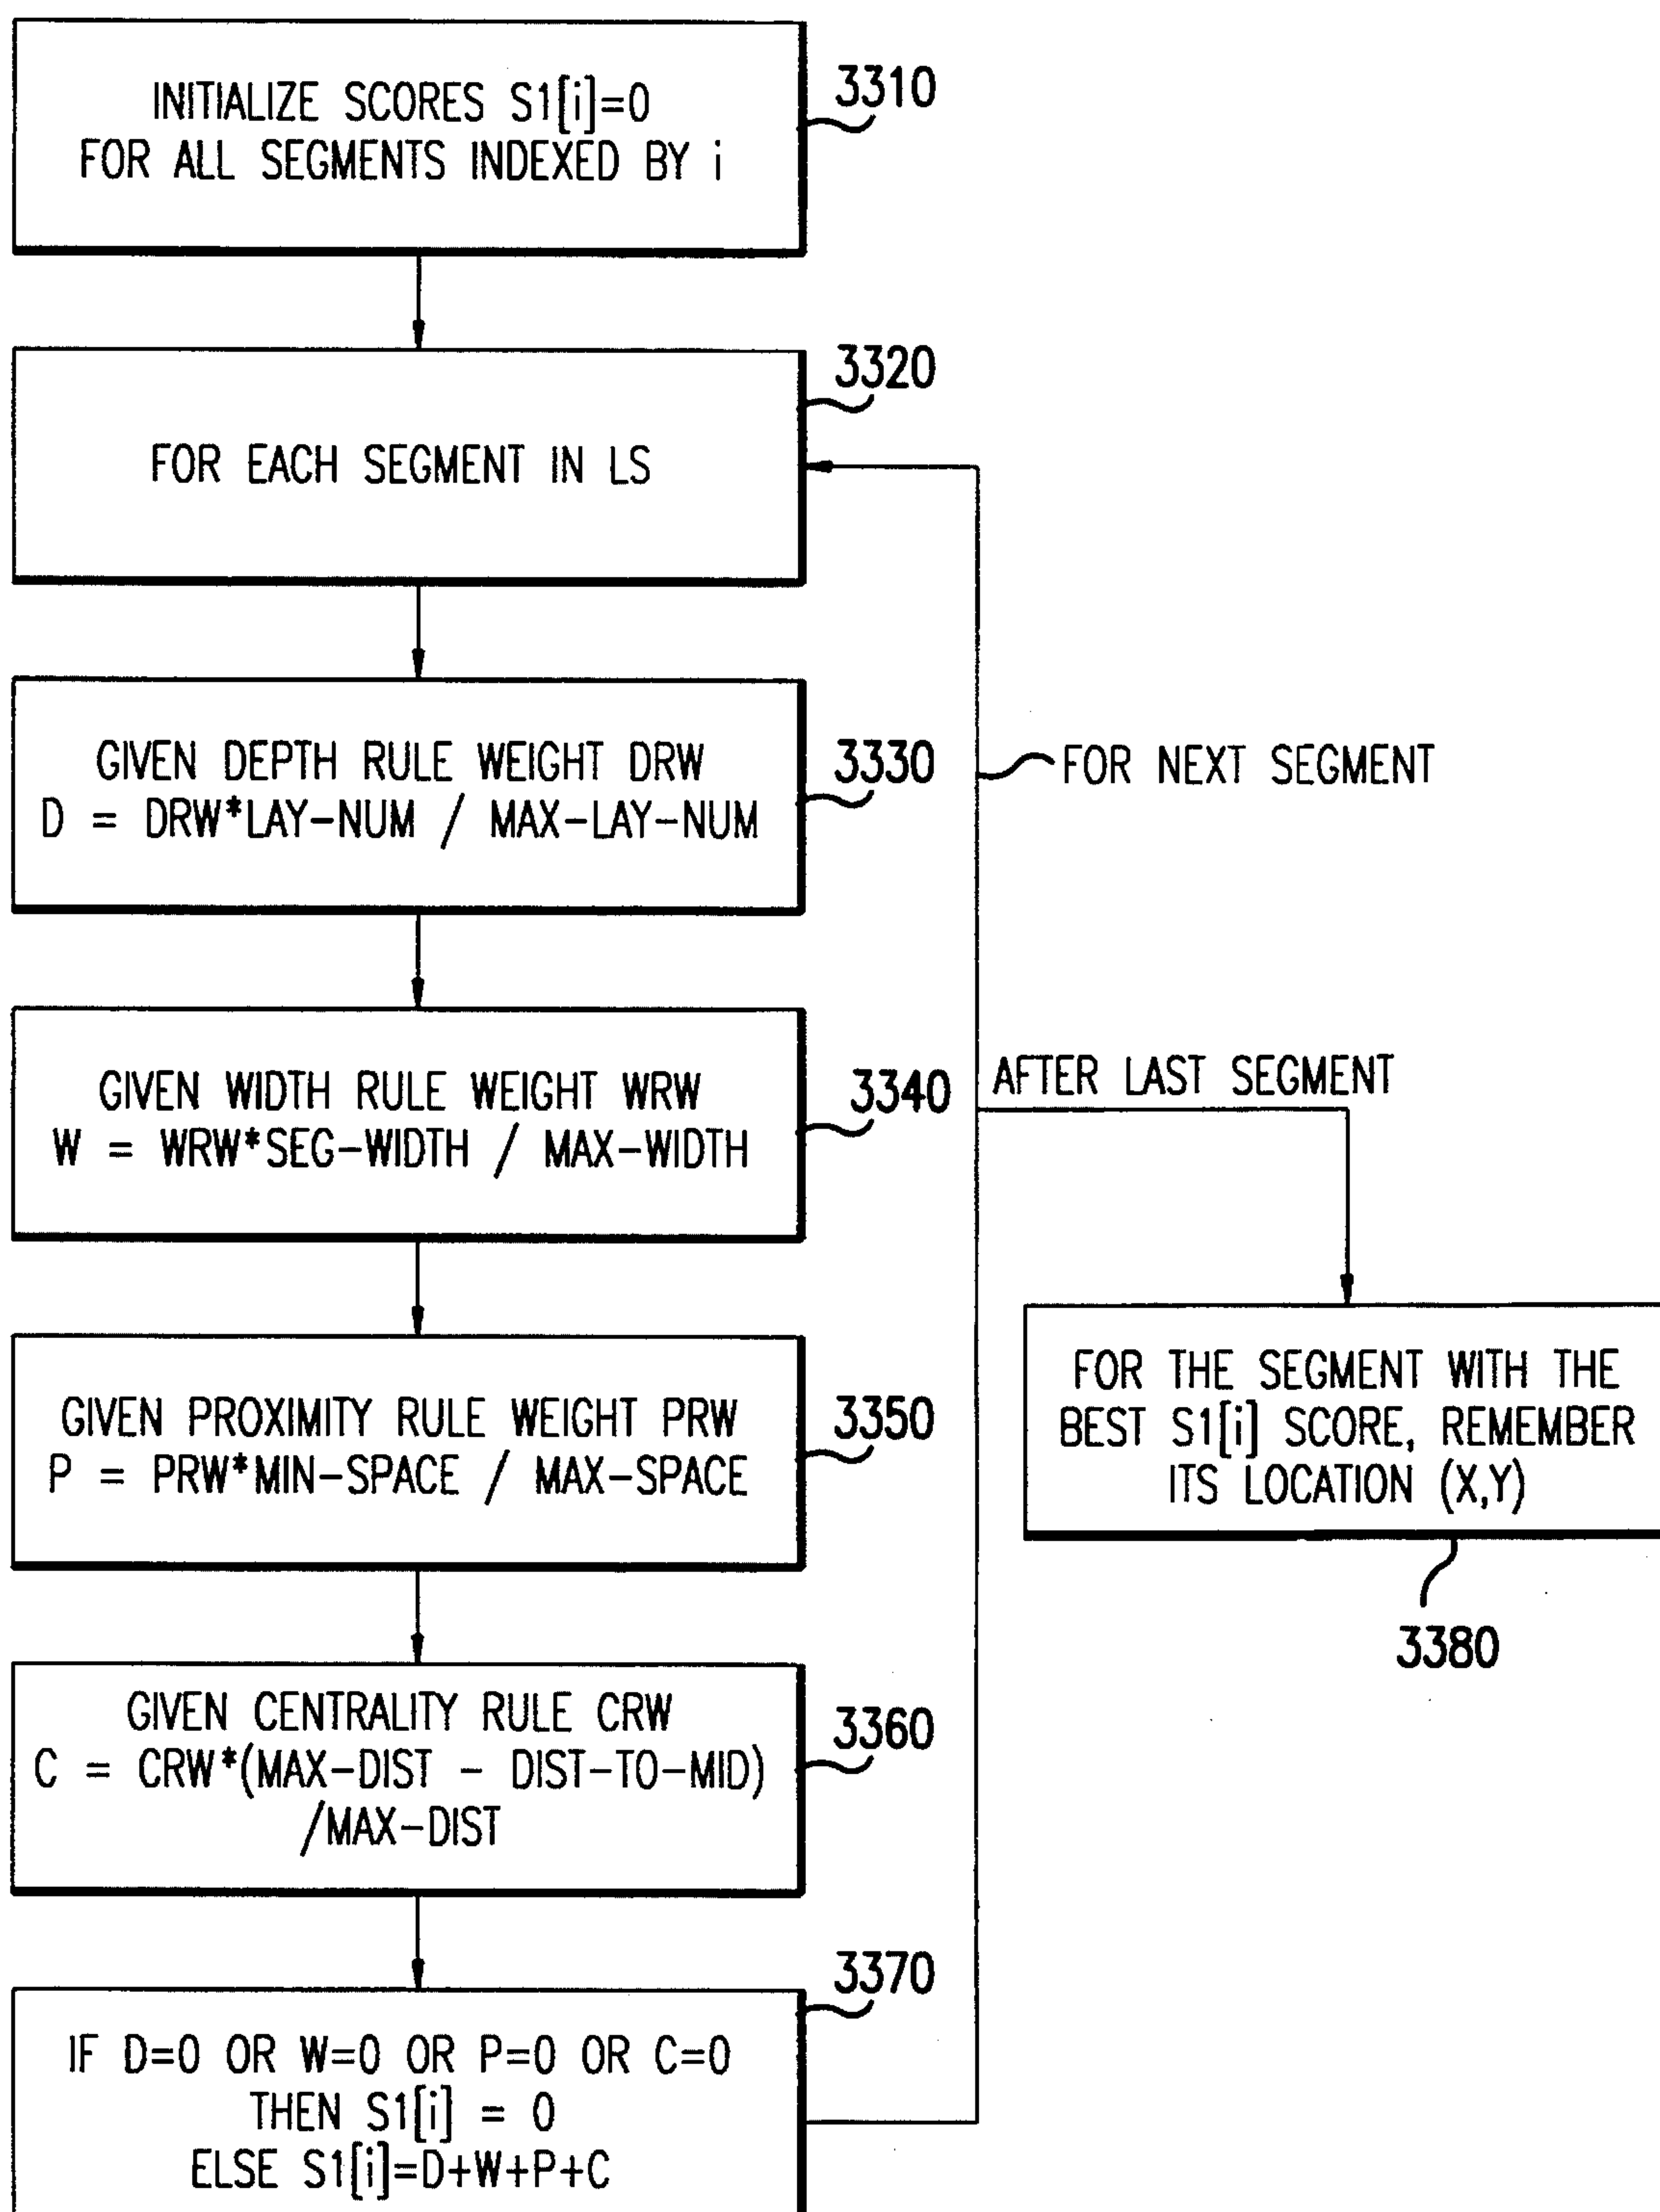 INITIALIZE SCORES S1[i]=0
FOR ALL SEGMENTS INDEXED BY i
3310
FOR EACH SEGMENT IN LS
3320
GIVEN DEPTH RULE WEIGHT DRW
D = DRW*LAY-NUM / MAX-LAY-NUM
3330
FOR NEXT SEGMENT
GIVEN WIDTH RULE WEIGHT WRW
W = WRW*SEG-WIDTH / MAX-WIDTH
3340
AFTER LAST SEGMENT
GIVEN PROXIMITY RULE WEIGHT PRW
P = PRW*MIN-SPACE / MAX-SPACE
3350
FOR THE SEGMENT WITH THE
BEST S1[i] SCORE, REMEMBER
ITS LOCATION (X,Y)
3380
GIVEN CENTRALITY RULE CRW
C = CRW*(MAX-DIST - DIST-TO-MID)
/MAX-DIST
3360
IF D=0 OR W=0 OR P=0 OR C=0
THEN S1[i] = 0
ELSE S1[i]=D+W+P+C
3370